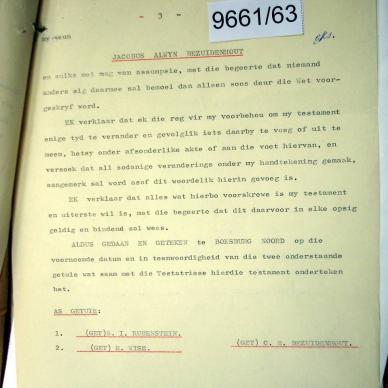 - 3 -
9661/63
JACOBUS ALWYN BEZUIDENHOUT
en sulks met mag van assumpsie, met die begeerte dat niemand
anders sig daarmee sal bemoei dan alleen soos deur die Wet voor-
geskryf word.
EK verklaar dat ek die reg vir my voorbehou om my testament
enige tyd te verander en gevolglik iets daarby te voeg of uit te
neem, hetsy onder afsonderlike akte of aan die voet hiervan, en
versoek dat all sodanige veranderings onder my handtekening gemaak,
aangemerk sal word asof dit woordelik hierin gevoeg is.
EK verklaar dat alles wat hierbo voorskrewe is my testament
en uiterste wil is, met die begeerte dat dit daarvoor in elke opsig
geldig en bindend sal wees.
ALDUS GEDAAN EN GETEKEN te BOKSBURG NOORD op die
voornoemde datum en in teenwoordigheid van die twee onderstaande
getuie wat saam met die Testatrisse hierdie testament onderteken
het.
AS GETUIE:
1. (GET) S. I. RUBENSTEIN.
2. (GET) R. WISE. (GET) C. E. BEZUIDENHOUT.